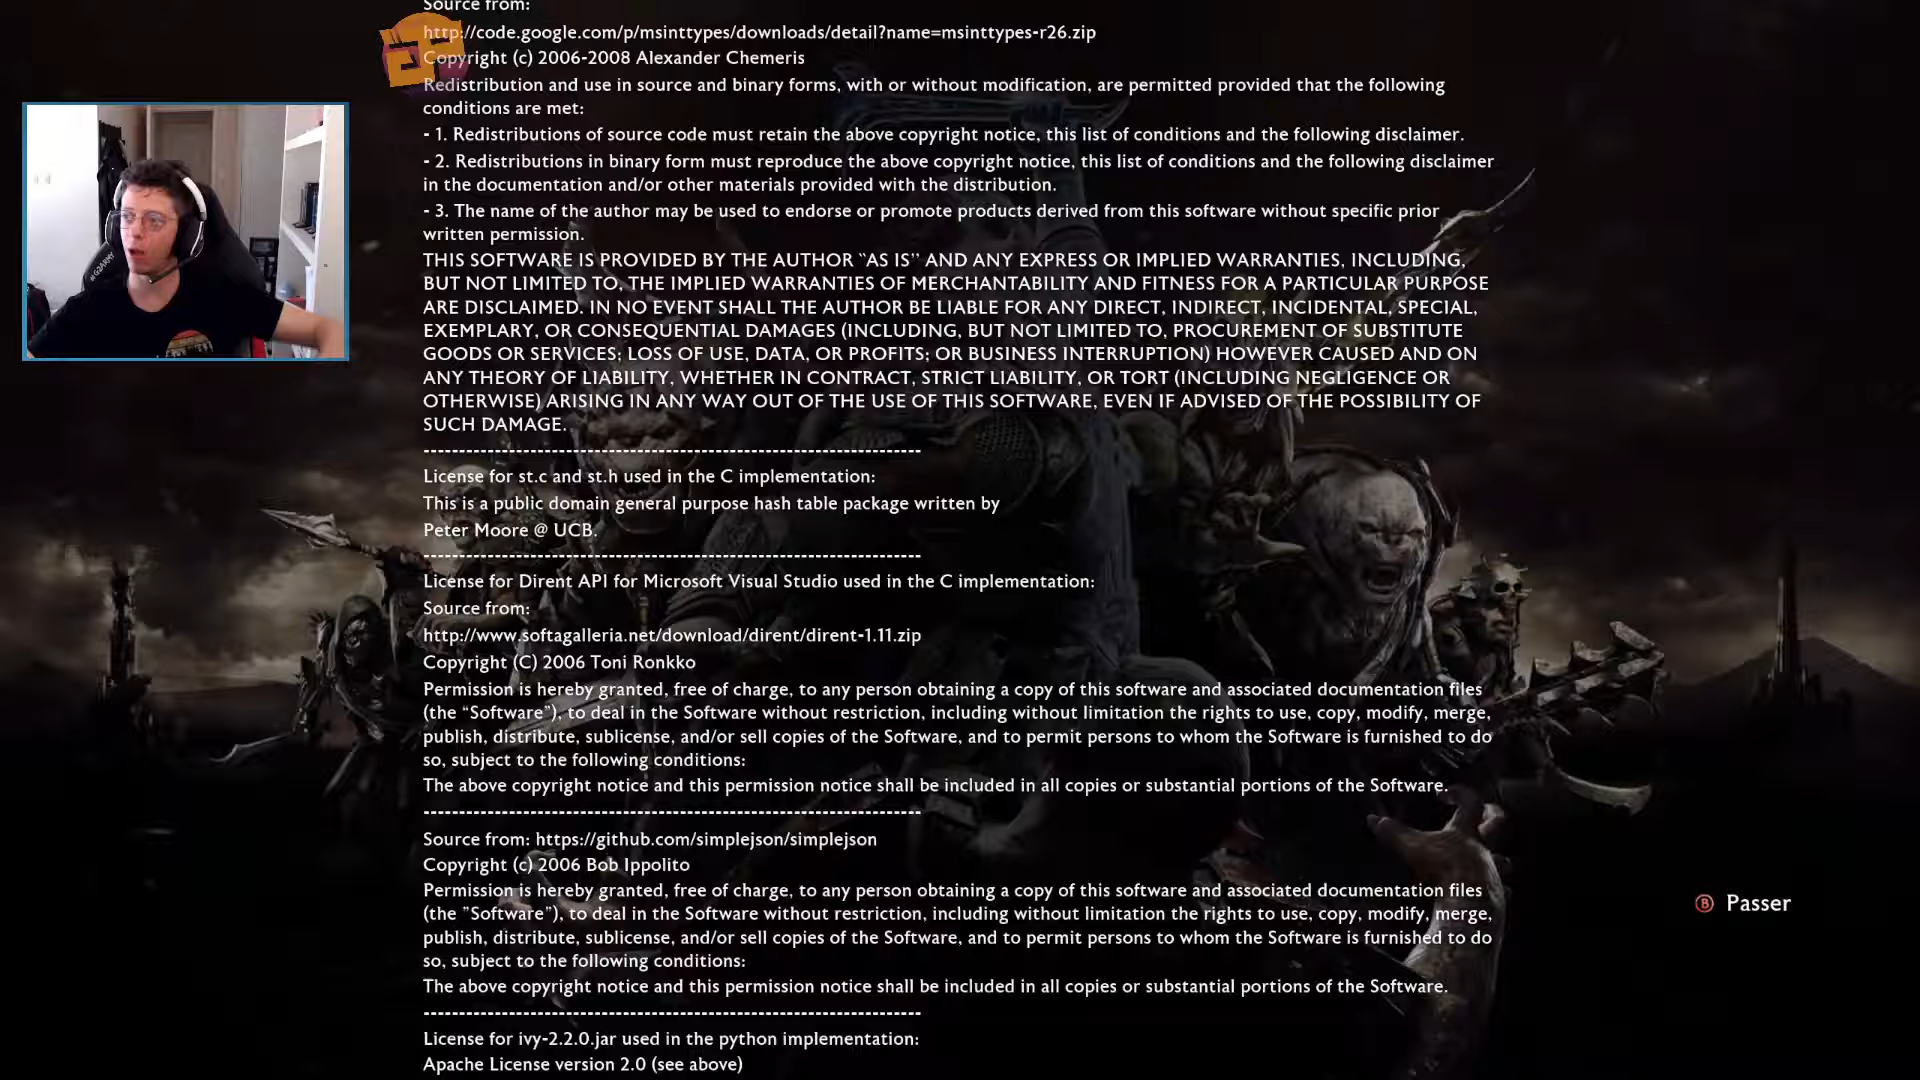 Source from:
http://code.google.com/p/msinttypes/downloads/detail?name=msinttypes-r26.zip
Copyright (c) 2006-2008 Alexander Chemeris
Redistribution and use in source and binary forms, with or without modification, are permitted provided that the following
conditions are met:
- 1. Redistributions of source code must retain the above copyright notice, this list of conditions and the following disclaimer.
- 2. Redistributions in binary form must reproduce the above copyright notice, this list of conditions and the following disclaimer
in the documentation and/or other materials provided with the distribution.
- 3. The name of the author may be used to endorse or promote products derived from this software without specific prior
written permission.
THIS SOFTWARE IS PROVIDED BY THE AUTHOR “AS IS” AND ANY EXPRESS OR IMPLIED WARRANTIES, INCLUDING,
BUT NOT LIMITED TO, THE IMPLIED WARRANTIES OF MERCHANTABILITY AND FITNESS FOR A PARTICULAR PURPOSE
ARE DISCLAIMED. IN NO EVENT SHALL THE AUTHOR BE LIABLE FOR ANY DIRECT, INDIRECT, INCIDENTAL, SPECIAL,
EXEMPLARY, OR CONSEQUENTIAL DAMAGES (INCLUDING, BUT NOT LIMITED TO, PROCUREMENT OF SUBSTITUTE
GOODS OR SERVICES; LOSS OF USE, DATA, OR PROFITS; OR BUSINESS INTERRUPTION) HOWEVER CAUSED AND ON
ANY THEORY OF LIABILITY, WHETHER IN CONTRACT, STRICT LIABILITY, OR TORT (INCLUDING NEGLIGENCE OR
OTHERWISE) ARISING IN ANY WAY OUT OF THE USE OF THIS SOFTWARE, EVEN IF ADVISED OF THE POSSIBILITY OF
SUCH DAMAGE.
----------------------------------------------------------------------
License for st.c and st.h used in the C implementation:
This is a public domain general purpose hash table package written by
Peter Moore @ UCB.
----------------------------------------------------------------------
License for Dirent API for Microsoft Visual Studio used in the C implementation:
Source from:
http://www.softagalleria.net/download/dirent/dirent-1.11.zip
Copyright (C) 2006 Toni Ronkko
Permission is hereby granted, free of charge, to any person obtaining a copy of this software and associated documentation files
(the “Software”), to deal in the Software without restriction, including without limitation the rights to use, copy, modify, merge,
publish, distribute, sublicense, and/or sell copies of the Software, and to permit persons to whom the Software is furnished to do
so, subject to the following conditions:
The above copyright notice and this permission notice shall be included in all copies or substantial portions of the Software.
----------------------------------------------------------------------
Source from: https://github.com/simplejson/simplejson
Copyright (c) 2006 Bob Ippolito
Permission is hereby granted, free of charge, to any person obtaining a copy of this software and associated documentation files
(the ”Software”), to deal in the Software without restriction, including without limitation the rights to use, copy, modify, merge,
publish, distribute, sublicense, and/or sell copies of the Software, and to permit persons to whom the Software is furnished to do
so, subject to the following conditions:
The above copyright notice and this permission notice shall be included in all copies or substantial portions of the Software.
----------------------------------------------------------------------
License for ivy-2.2.0.jar used in the python implementation:
Apache License version 2.0 (see above)
B Passer
#G2ARMY